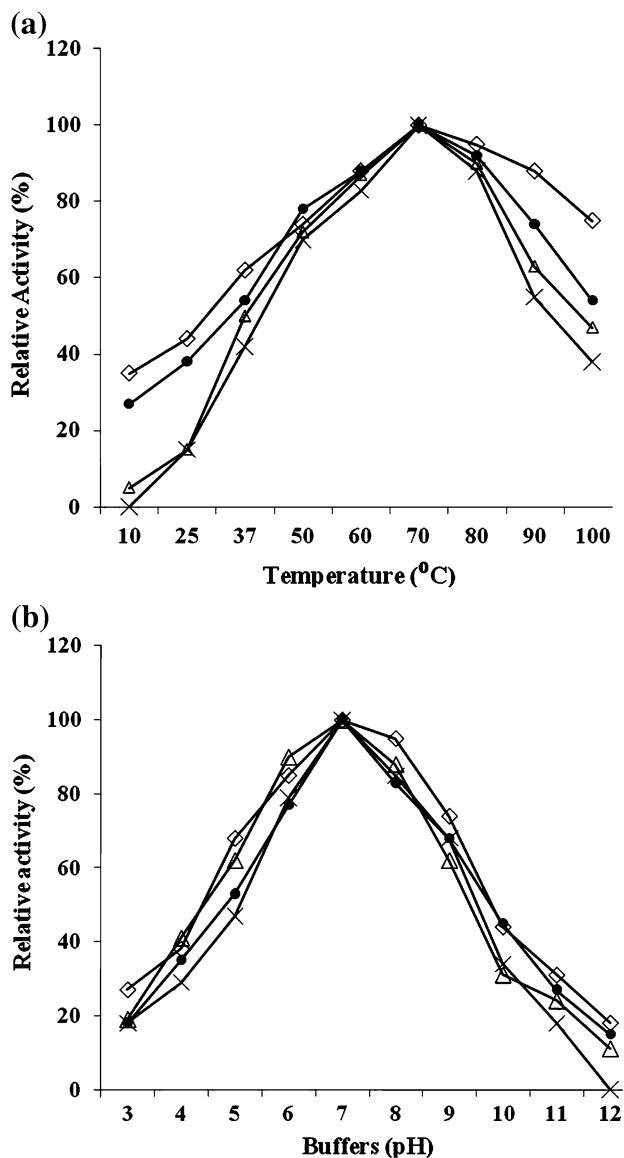 (a)
120
100
80
60
40
20
0
Relative Activity (%)
10 25 37 50 60 70 80 90 100
Temperature (⁰C)
(b)
120
100
80
60
40
20
0
Relative activity (%)
3 4 5 6 7 8 9 10 11 12
Buffers (pH)